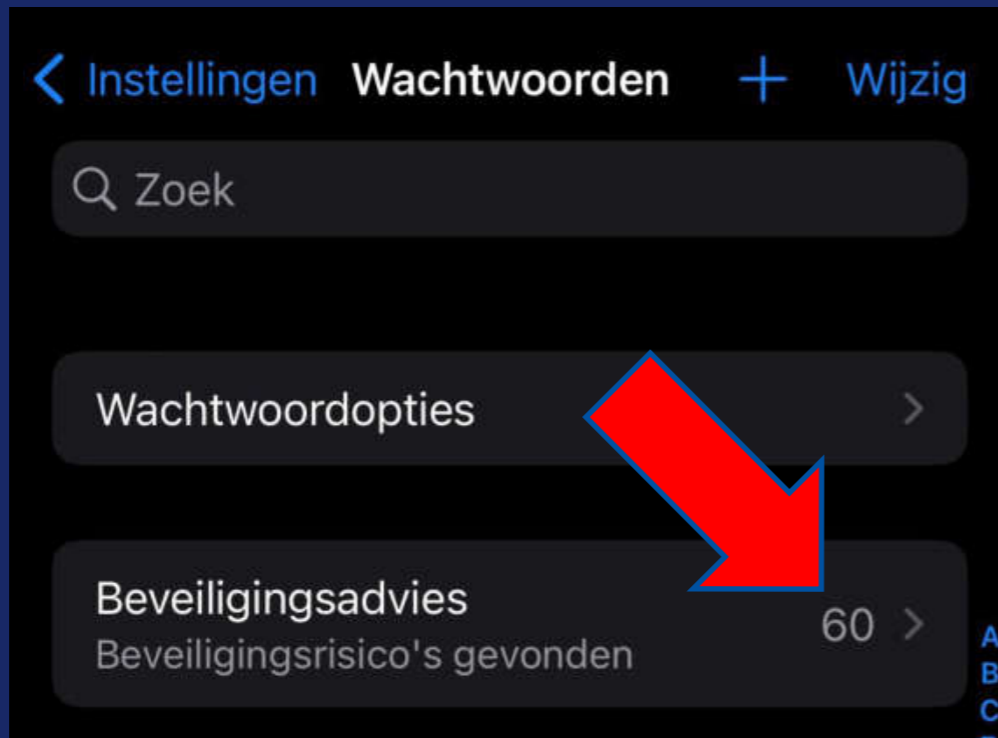 Instellingen Wachtwoorden + Wijzig
Zoek
Wachtwoordopties
Beveiligingsadvies
60
Beveiligingsrisico's gevonden
A
B
C